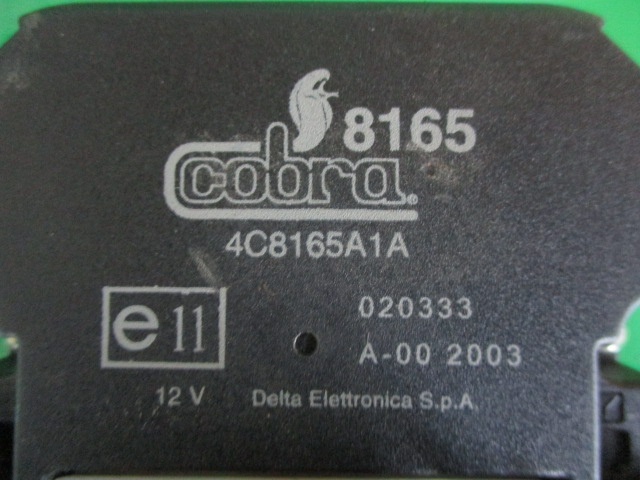 8165
cobra®
4C8165A1A
e11
020333
A-00 2003
12 V
Delta Elettronica S.p.A.